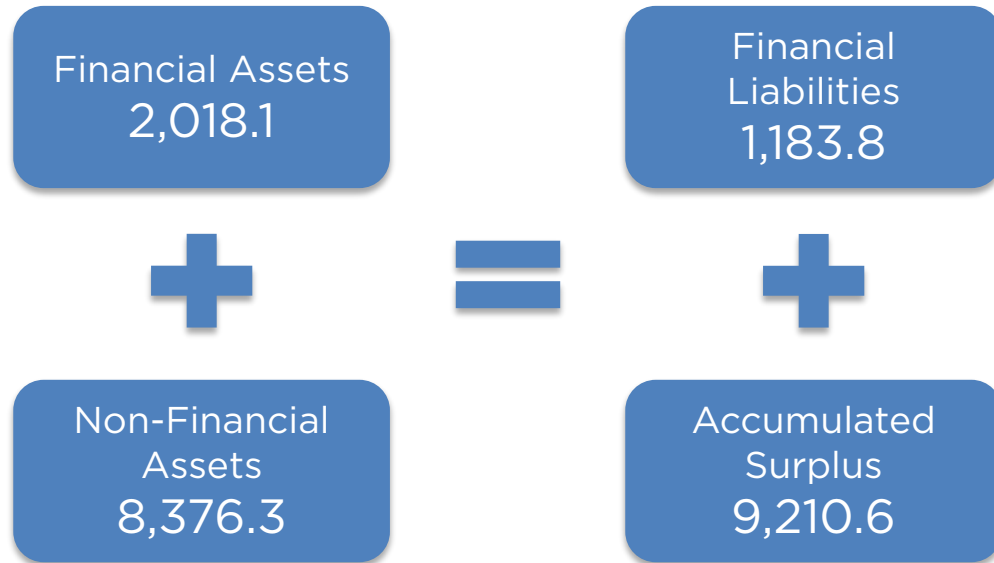 Financial Assets
2,018.1
Financial
Liabilities
1,183.8
Non-Financial
Assets
8,376.3
Accumulated
Surplus
9,210.6